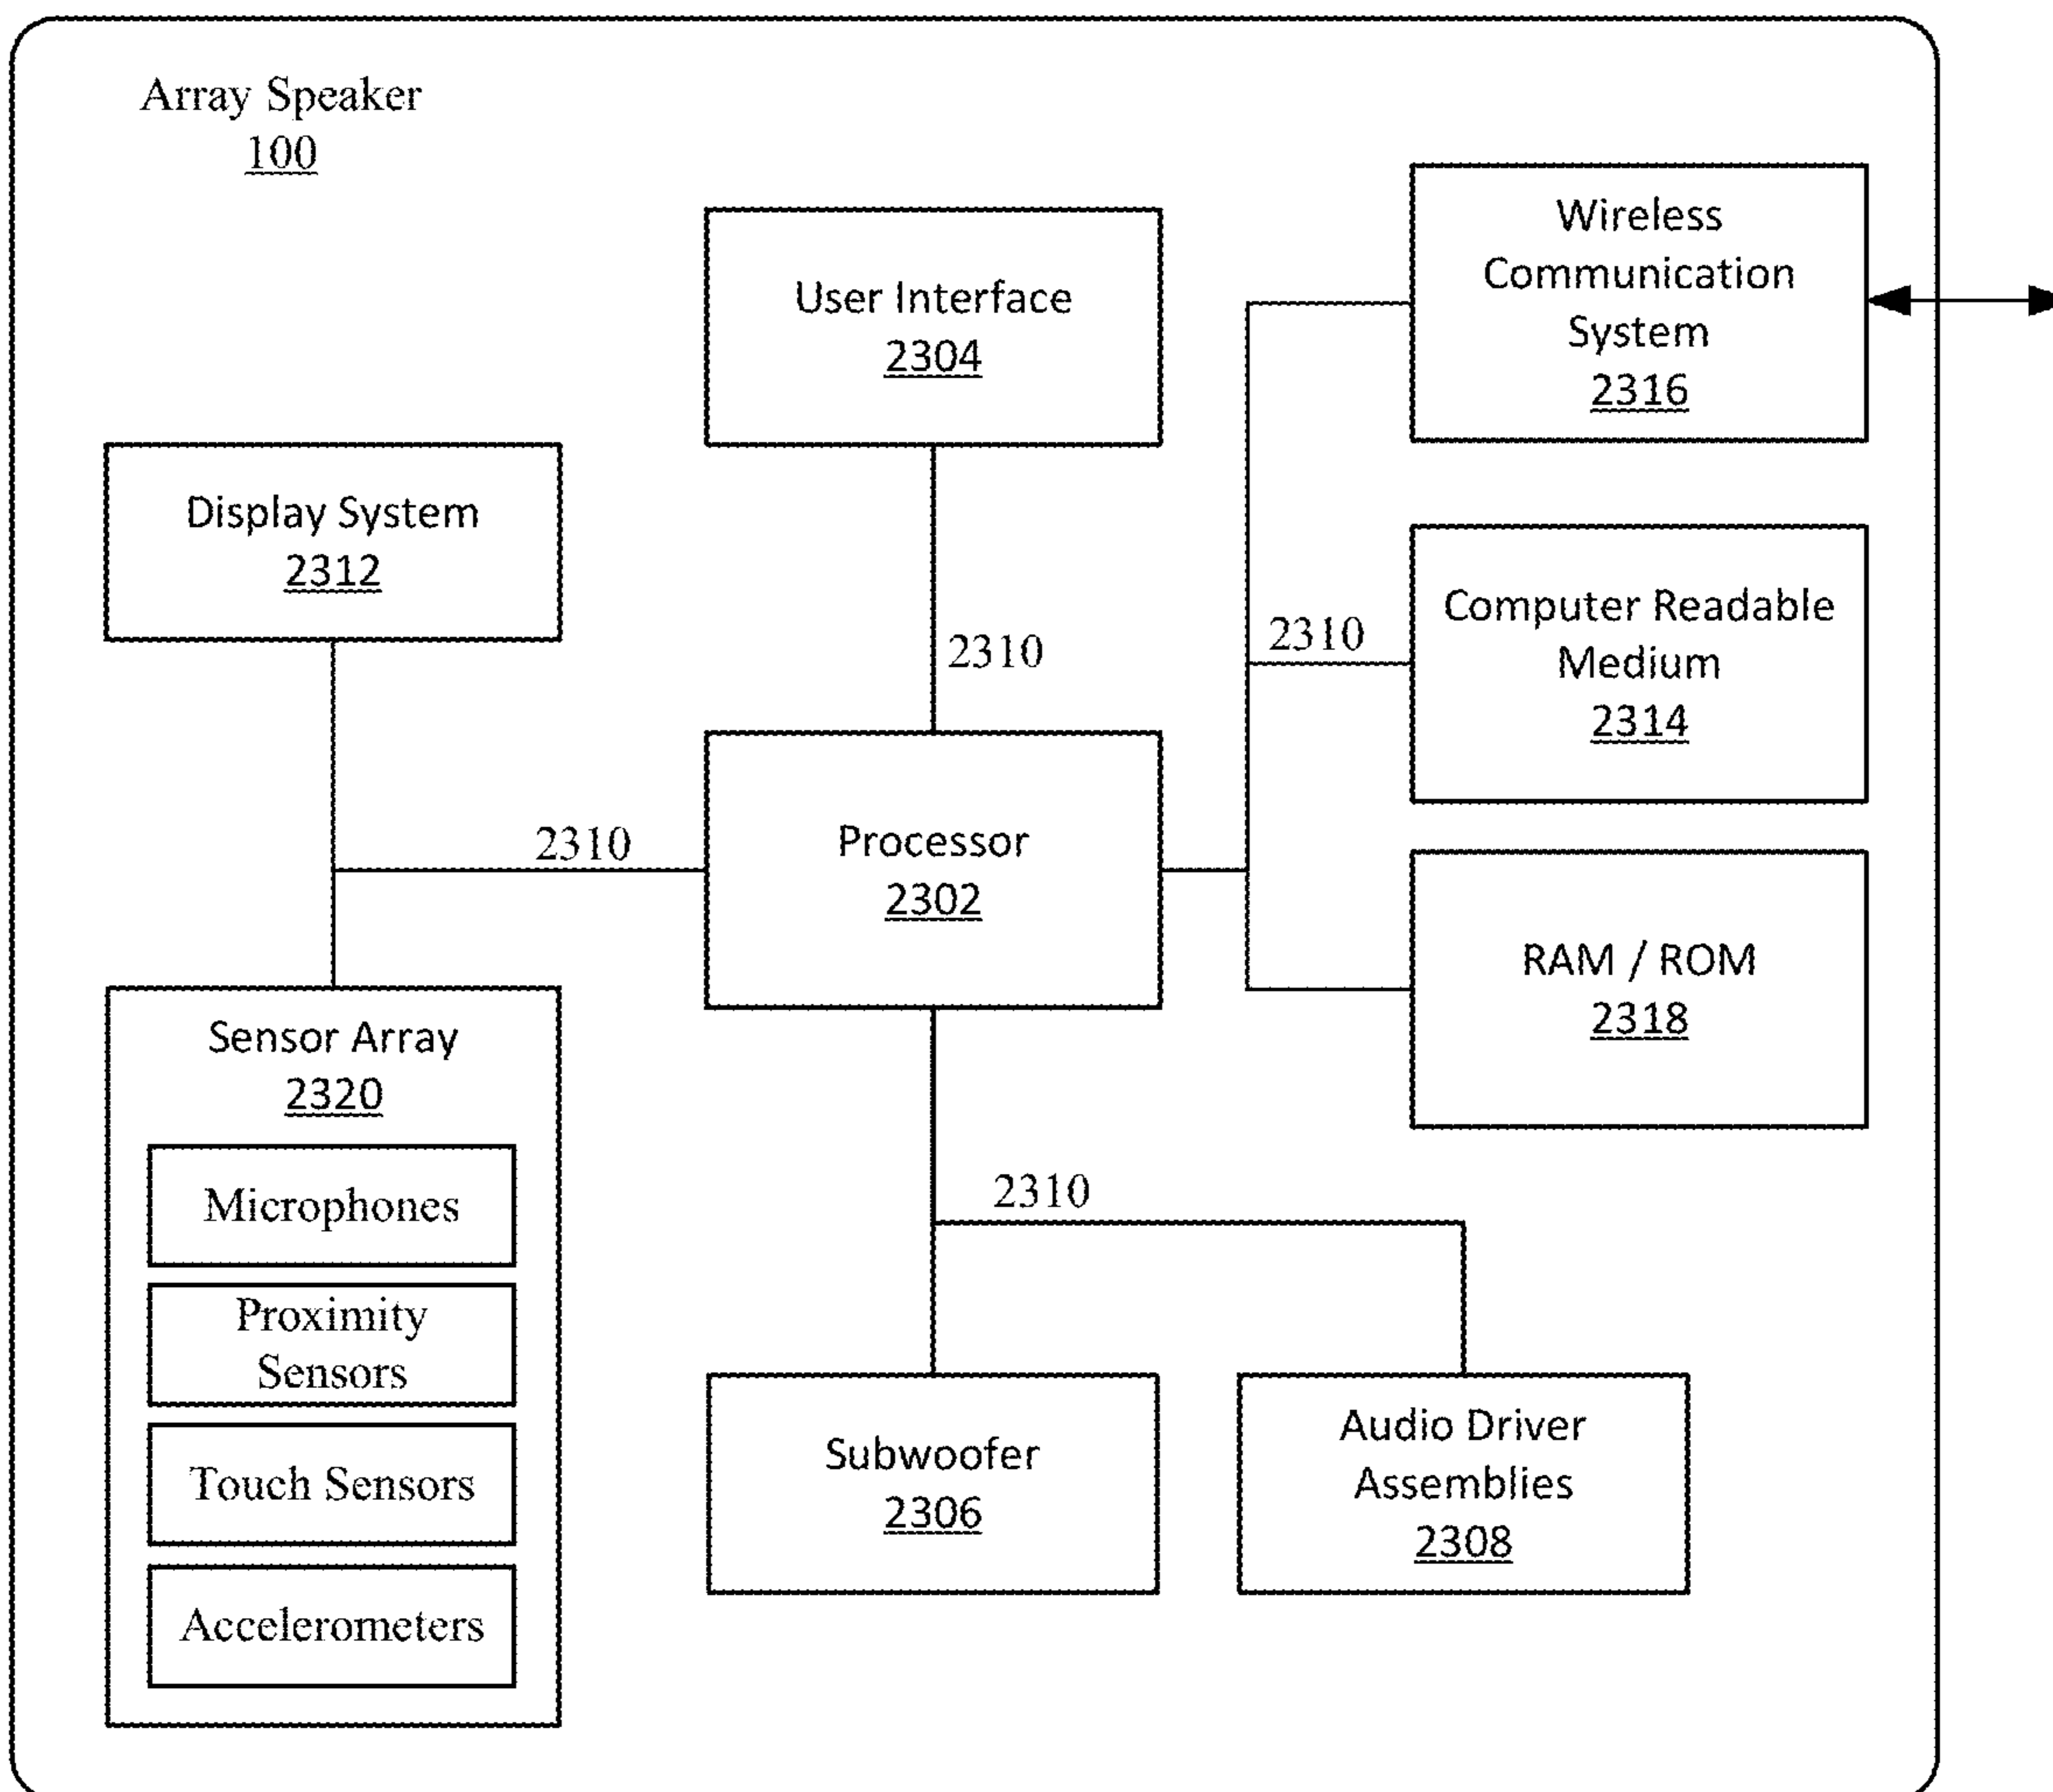 Array Speaker
100
User Interface
2304
Wireless
Communication
System
2316
Display System
2312
2310
2310
Computer Readable
Medium
2314
2310
Processor
2302
RAM / ROM
2318
Sensor Array
2320
Microphones
Proximity
Sensors
Touch Sensors
Accelerometers
2310
Subwoofer
2306
Audio Driver
Assemblies
2308